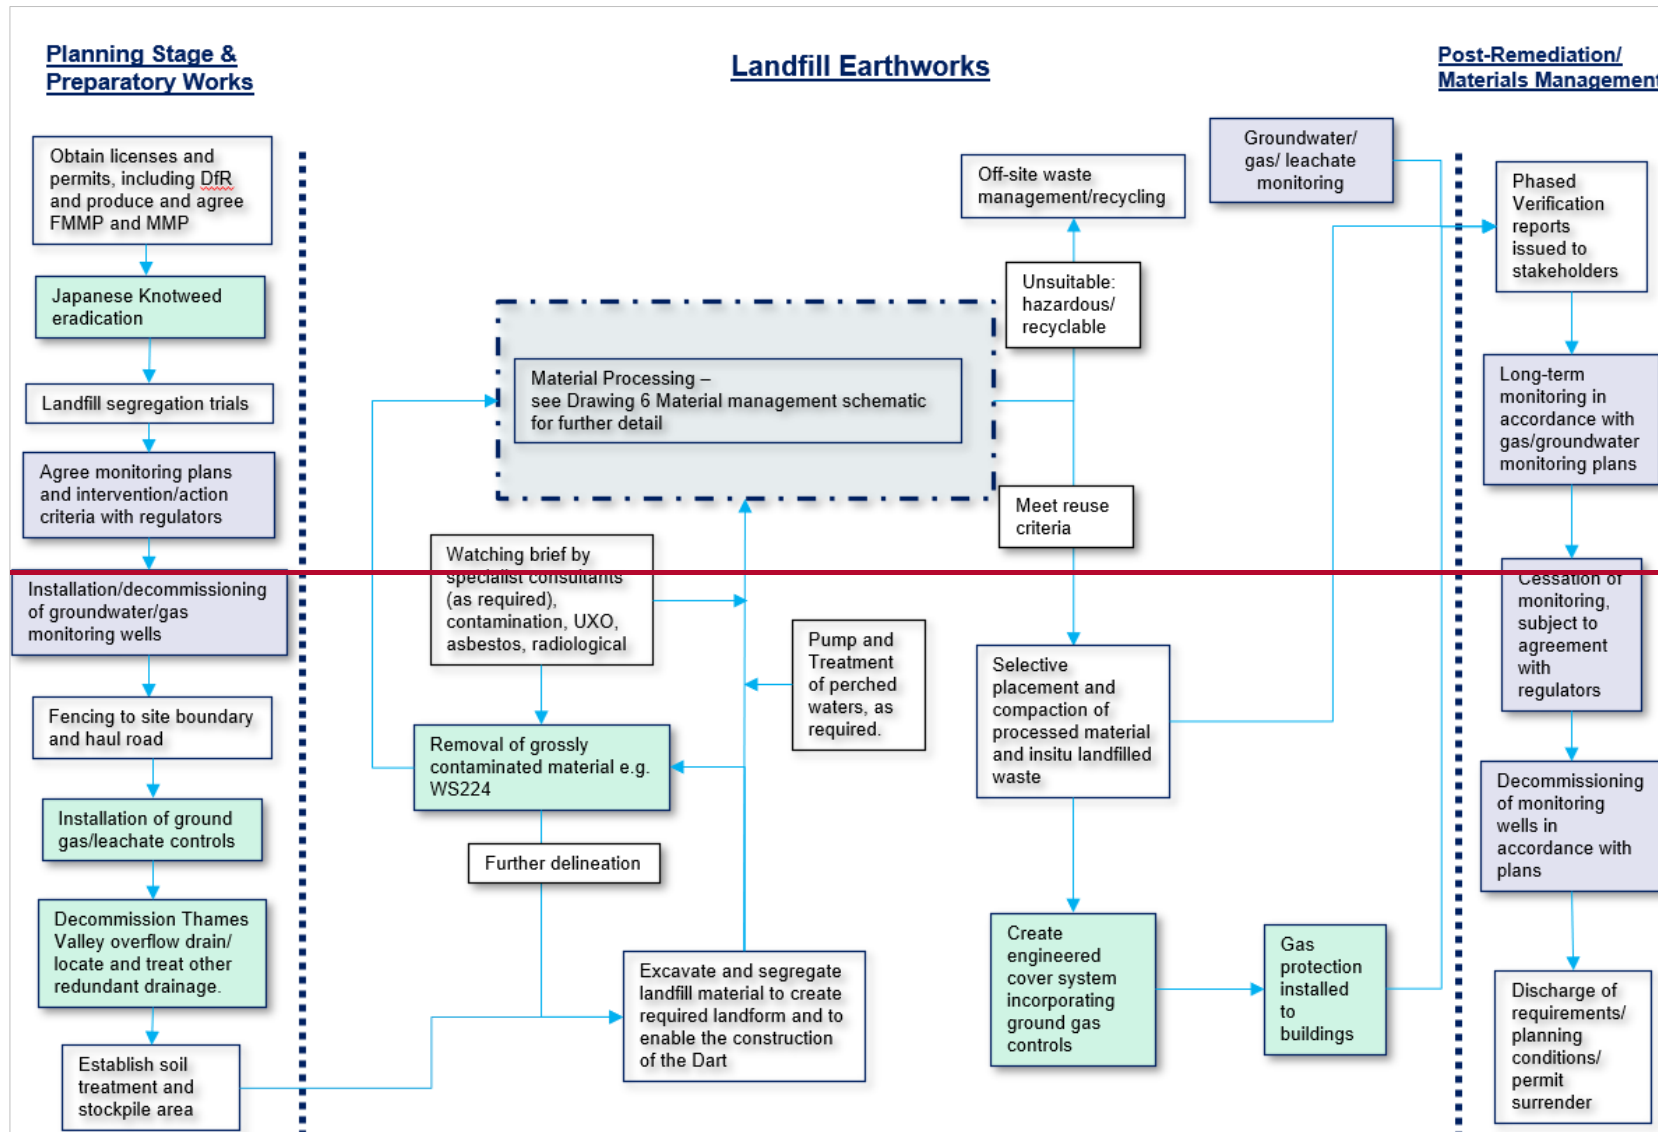 Planning Stage &
Preparatory Works
Landfill Earthworks
Post-Remediation/
Materials Management
Obtain licenses and
permits, including DfR
and produce and agree
FMMP and MMP
Japanese Knotweed
eradication
Landfill segregation trials
Agree monitoring plans
and intervention/action
criteria with regulators
Installation/decommissioning
of groundwater/gas
monitoring wells
Fencing to site boundary
and haul road
Installation of ground
gas/leachate controls
Decommission Thames
Valley overflow drain/
locate and treat other
redundant drainage.
Establish soil
treatment and
stockpile area
Material Processing –
see Drawing 6 Material management schematic
for further detail
Watching brief by
specialist consultants
(as required),
contamination, UXO,
asbestos, radiological
Removal of grossly
contaminated material e.g.
WS224
Further delineation
Pump and
Treatment
of perched
waters, as
required.
Excavate and segregate
landfill material to create
required landform and to
enable the construction
of the Dart
Off-site waste
management/recycling
Unsuitable:
hazardous/
recyclable
Meet reuse
criteria
Selective
placement and
compaction of
processed material
and insitu landfilled
waste
Create
engineered
cover system
incorporating
ground gas
controls
Gas
protection
installed
to
buildings
Groundwater/
gas/ leachate
monitoring
Phased
Verification
reports
issued to
stakeholders
Long-term
monitoring in
accordance with
gas/groundwater
monitoring plans
Cessation of
monitoring,
subject to
agreement
with
regulators
Decommissioning
of monitoring
wells in
accordance with
plans
Discharge of
requirements/
planning
conditions/
permit
surrender